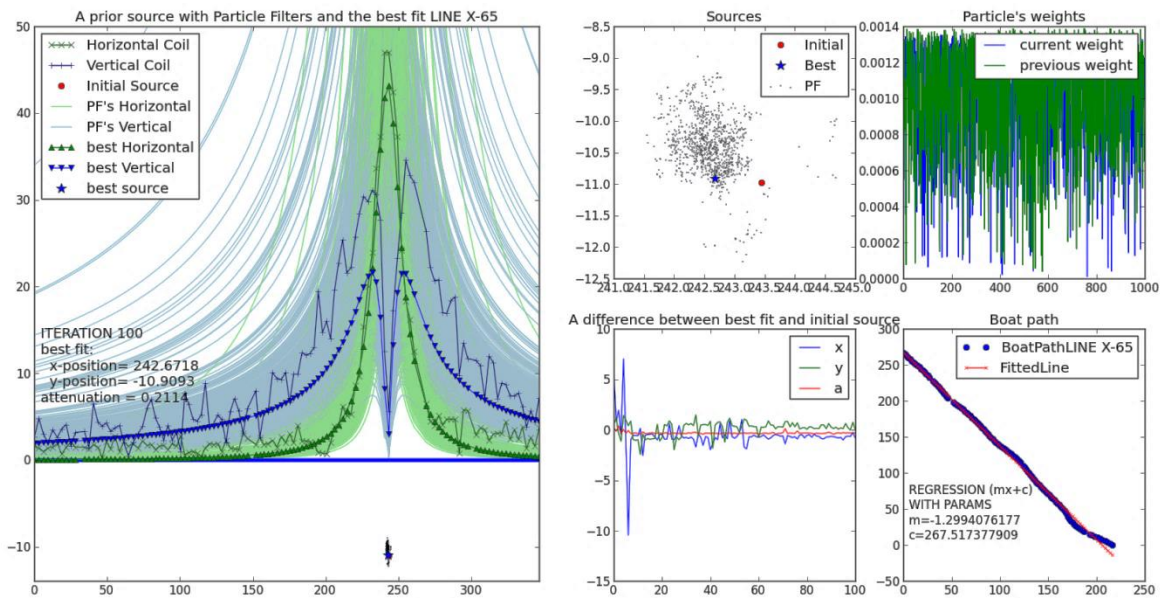 A prior source with Particle Filters and the best fit LINE X-65
50
40
30
20
10
0
−10
0
50
100
150
200
250
300
Horizontal Coil
Vertical Coil
Initial Source
PF's Horizontal
PF's Vertical
best Horizontal
best Vertical
best source
ITERATION 100
best fit:
x-position= 242.6718
y-position= -10.9093
attenuation = 0.2114
Sources
−8.5
−9.0
−9.5
−10.0
−10.5
−11.0
−11.5
−12.0
−12.5
241.0
241.5
242.0
242.5
243.0
243.5
244.0
244.5
245.0
Initial
Best
PF
Particle's weights
0.0014
0.0012
0.0010
0.0008
0.0006
0.0004
0.0002
0.0000
0
200
400
600
800
1000
current weight
previous weight
A difference between best fit and initial source
10
5
0
−5
−10
−15
0
20
40
60
80
100
x
y
a
Boat path
300
250
200
150
100
50
0
−50
0
50
100
150
200
250
BoatPathLINE X-65
FittedLine
REGRESSION (mx+c)
WITH PARAMS
m=-1.2994076177
c=267.517377909